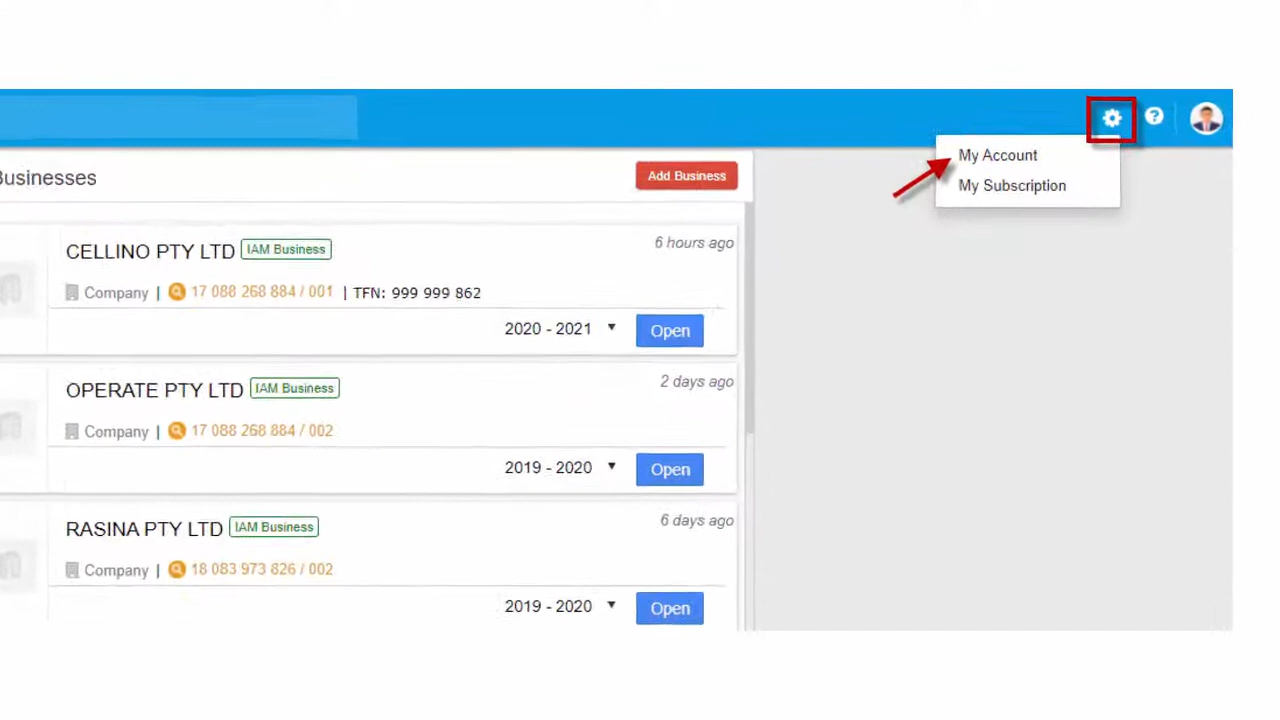 My Account
My Subscription
Businesses
Add Business
CELLINO PTY LTD IAM Business
6 hours ago
Company | 17 088 268 884 / 001 | TFN: 999 999 862
2020 - 2021 Open
OPERATE PTY LTD IAM Business
2 days ago
Company | 17 088 268 884 / 002
2019 - 2020 Open
RASINA PTY LTD IAM Business
6 days ago
Company | 18 083 973 826 / 002
2019 - 2020 Open